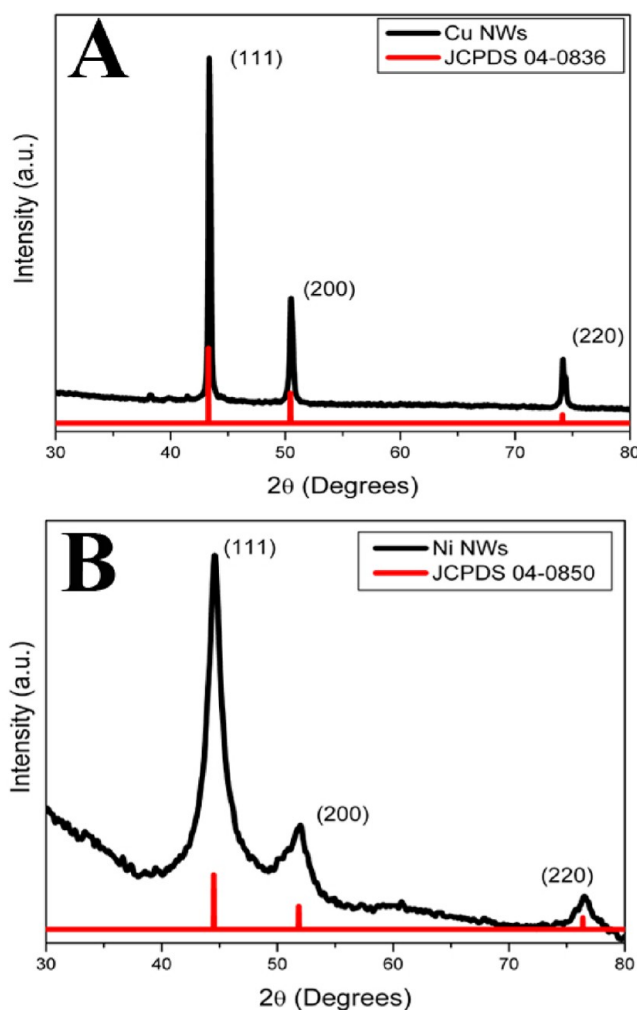 A
Cu NWs
JCPDS 04-0836
(111)
(200)
(220)
Intensity (a.u.)
30 40 50 60 70 80
2θ (Degrees)
B
Ni NWs
JCPDS 04-0850
(111)
(200)
(220)
Intensity (a.u.)
30 40 50 60 70 80
2θ (Degrees)